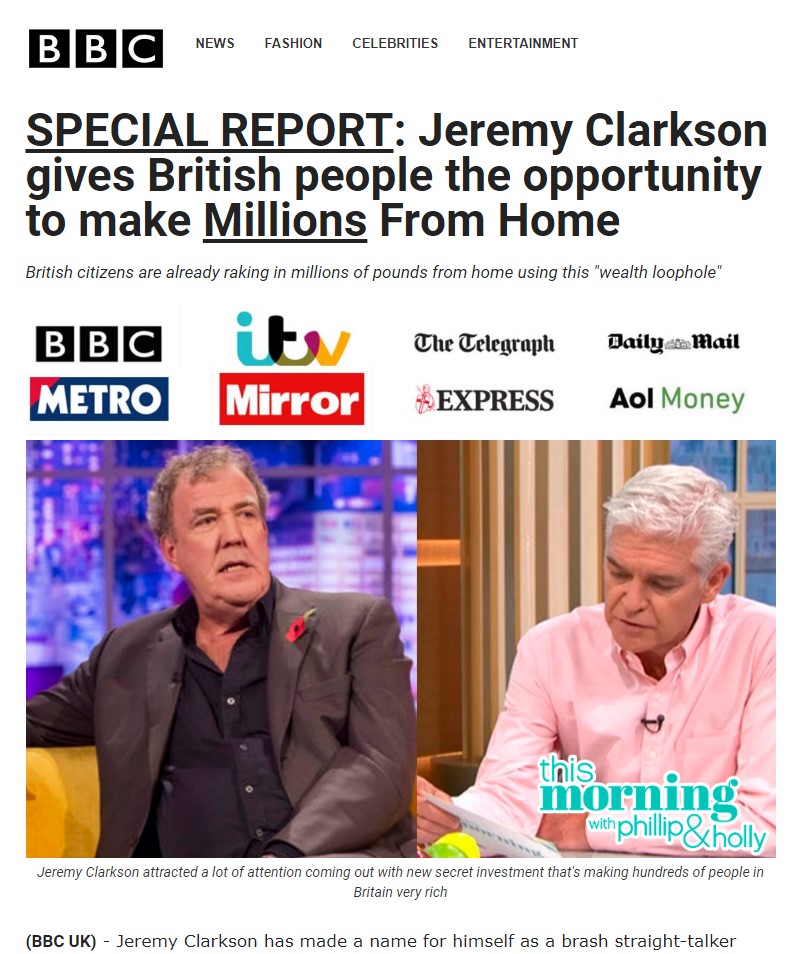 BBC NEWS FASHION CELEBRITIES ENTERTAINMENT
SPECIAL REPORT: Jeremy Clarkson
gives British people the opportunity
to make Millions From Home
British citizens are already raking in millions of pounds from home using this "wealth loophole"
BBC itv The Telegraph Daily Mail
METRO Mirror EXPRESS Aol Money
this
morning
with phillip & holly
morning
Jeremy Clarkson attracted a lot of attention coming out with new secret investment that's making hundreds of people in
Britain very rich
(BBC UK) - Jeremy Clarkson has made a name for himself as a brash straight-talker